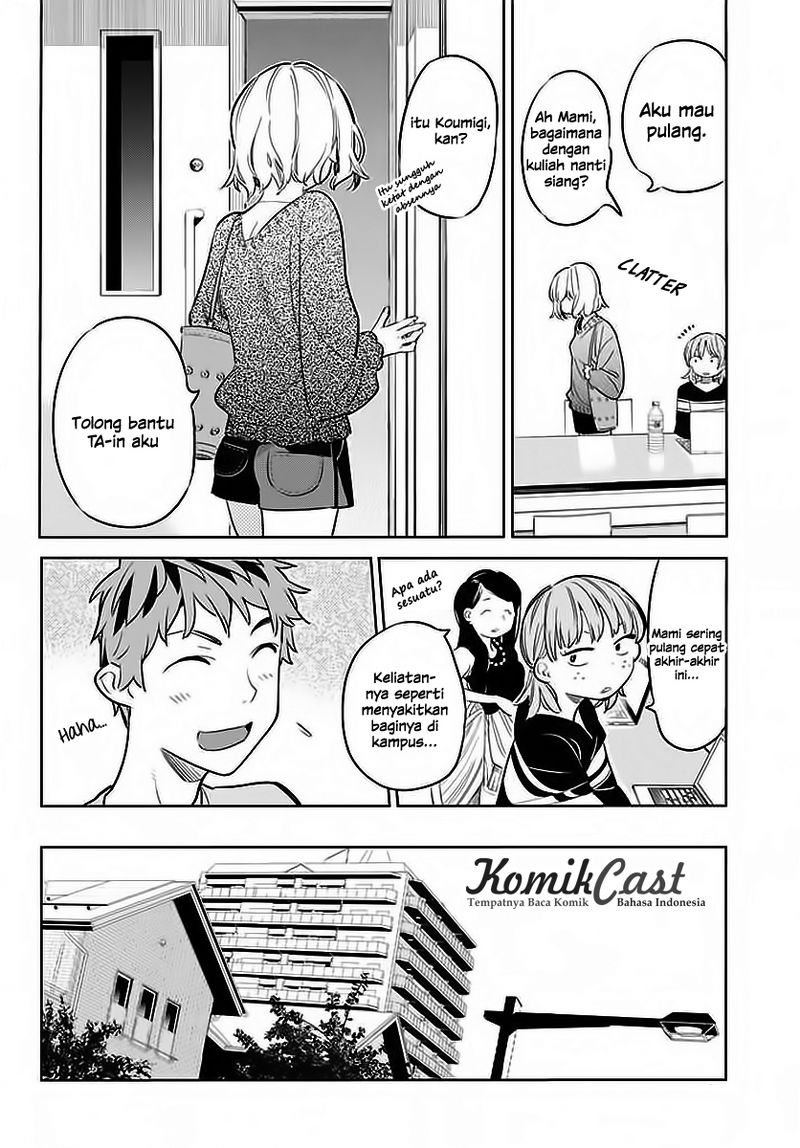 Aku mau
pulang.
Ah Mami,
bagaimana
dengan
kuliah nanti
siang?
CLATTER
itu Koumigi,
kan?
Itu sungguh
ketat dengan
absennya
Tolong bantu
TA-in aku
Mami sering
pulang cepat
akhir-akhir
ini...
Apa ada
sesuatu?
Keliatan-
nya seperti
menyakitkan
baginya di
kampus...
Haha...
KomikCast
Tempatnya Baca Komik Bahasa Indonesia